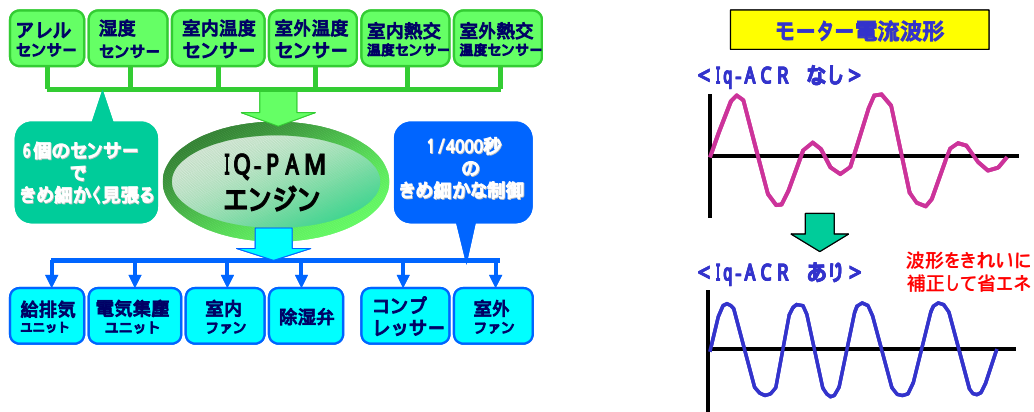 アレル
センサー
湿度
センサー
室内温度
センサー
室外温度
センサー
室内熱交
温度センサー
室外熱交
温度センサー
6個のセンサー
で
きめ細かく見張る
IQ-PAM
エンジン
1/4000秒
の
きめ細かな制御
給排気
ユニット
電気集塵
ユニット
室内
ファン
除湿弁
コンプ
レッサー
室外
ファン
モーター電流波形
<Iq-ACR なし>
<Iq-ACR あり>
波形をきれいに
補正して省エネ